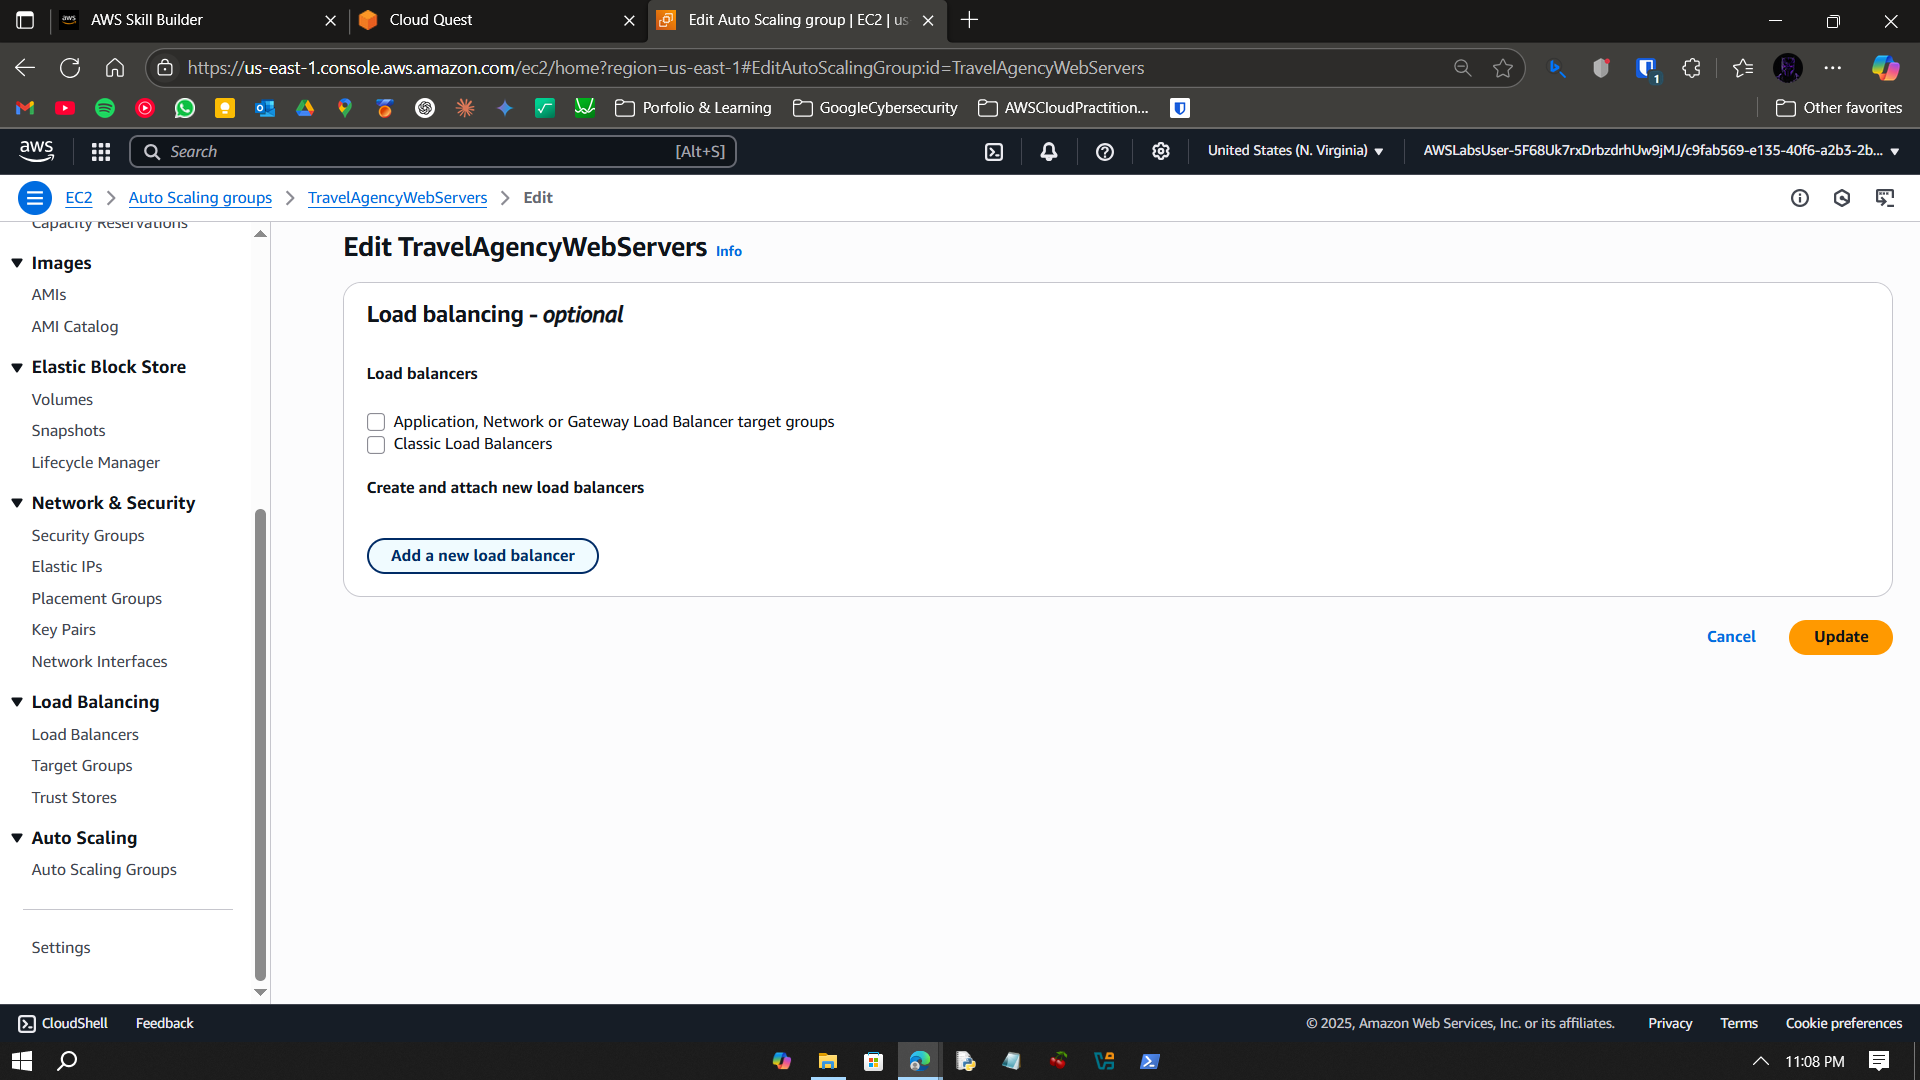 AWS Skill Builder
Cloud Quest
Edit Auto Scaling group | EC2 | us
https://us-east-1.console.aws.amazon.com/ec2/home?region=us-east-1#EditAutoScalingGroup:id=TravelAgencyWebServers
1
Porfolio & Learning
GoogleCybersecurity
AWSCloudPractition...
Other favorites
aws
Search
[Alt+S]
United States (N. Virginia)
AWSLabsUser-5F68Uk7rxDrbzdrhUw9jMJ/c9fab569-e135-40f6-a2b3-2b...
EC2
Auto Scaling groups
TravelAgencyWebServers
Edit
Capacity Reservations
Images
AMIs
AMI Catalog
Elastic Block Store
Volumes
Snapshots
Lifecycle Manager
Network & Security
Security Groups
Elastic IPs
Placement Groups
Key Pairs
Network Interfaces
Load Balancing
Load Balancers
Target Groups
Trust Stores
Auto Scaling
Auto Scaling Groups
Settings
Edit TravelAgencyWebServers Info
Load balancing - optional
Load balancers
Application, Network or Gateway Load Balancer target groups
Classic Load Balancers
Create and attach new load balancers
Add a new load balancer
Cancel
Update
CloudShell
Feedback
© 2025, Amazon Web Services, Inc. or its affiliates.
Privacy
Terms
Cookie preferences
11:08 PM